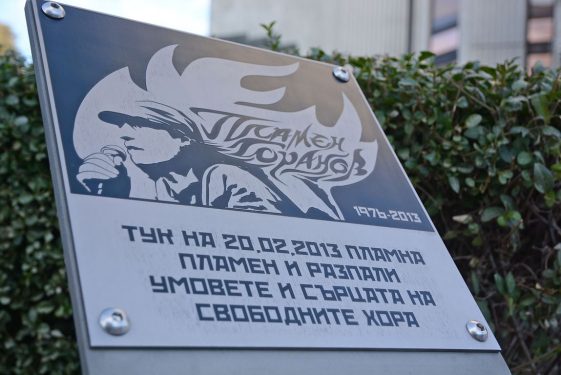 Пламен
Горанов
1976-2013
ТУК НА 20.02.2013 ПЛАМНА
ПЛАМЕН И РАЗПАЛИ
УМОВЕТЕ И СЪРЦАТА НА
СВОБОДНИТЕ ХОРА